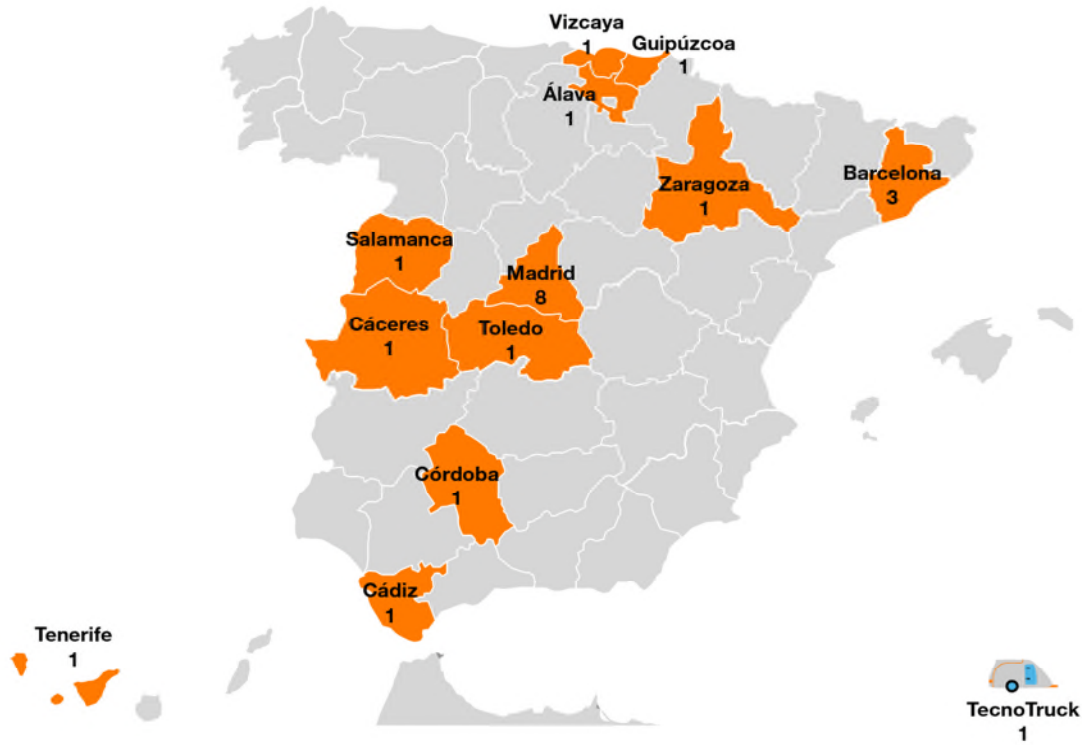 Vizcaya
1
Guipúzcoa
1
Álava
1
Zaragoza
1
Barcelona
3
Salamanca
1
Madrid
8
Cáceres
1
Toledo
1
Córdoba
1
Cádiz
1
Tenerife
1
TecnoTruck
1